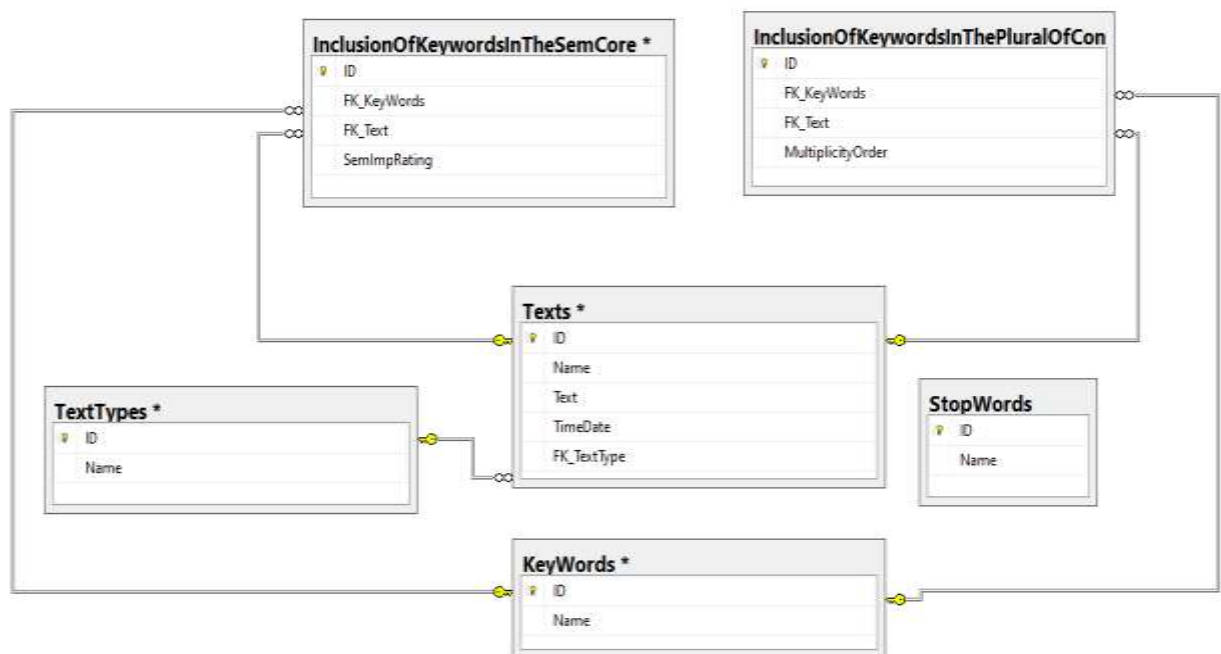 InclusionOfKeywordsInTheSemCore *
ID
FK_KeyWords
FK_Text
SemImpRating
InclusionOfKeywordsInThePluralOfCon
ID
FK_KeyWords
FK_Text
MultiplicityOrder
Texts *
ID
Name
Text
TimeDate
FK_TextType
TextTypes *
ID
Name
StopWords
ID
Name
KeyWords *
ID
Name